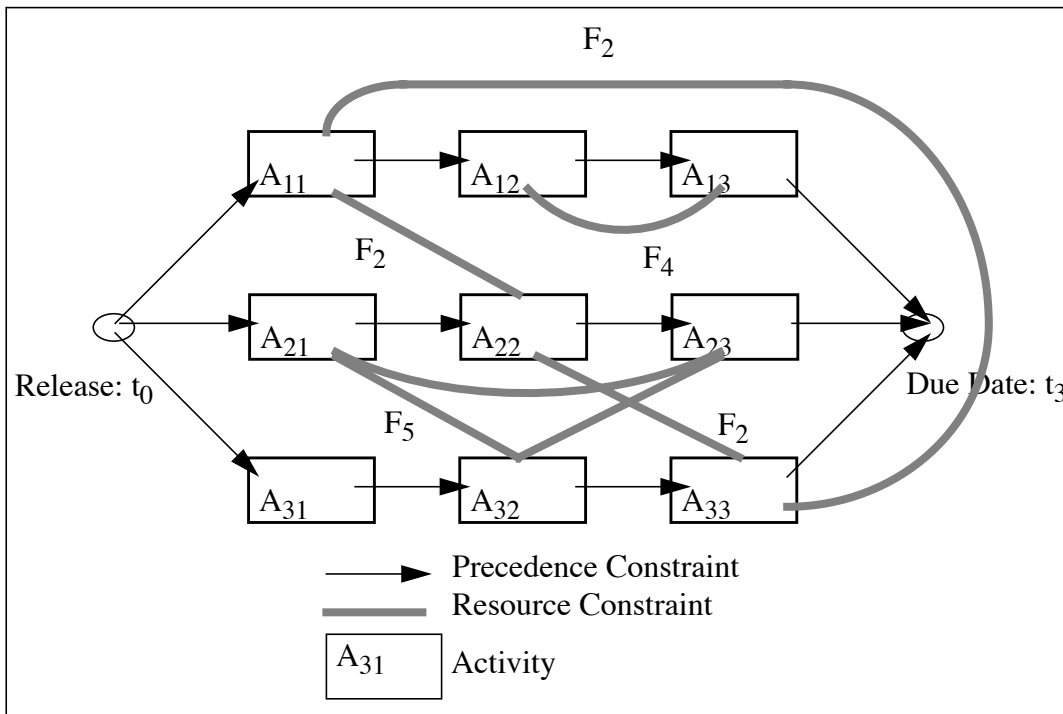 F2
A11
A12
A13
F2
F4
A21
A22
A23
Release: t0
Due Date: t3
F5
F2
A31
A32
A33
Precedence Constraint
Resource Constraint
A31
Activity